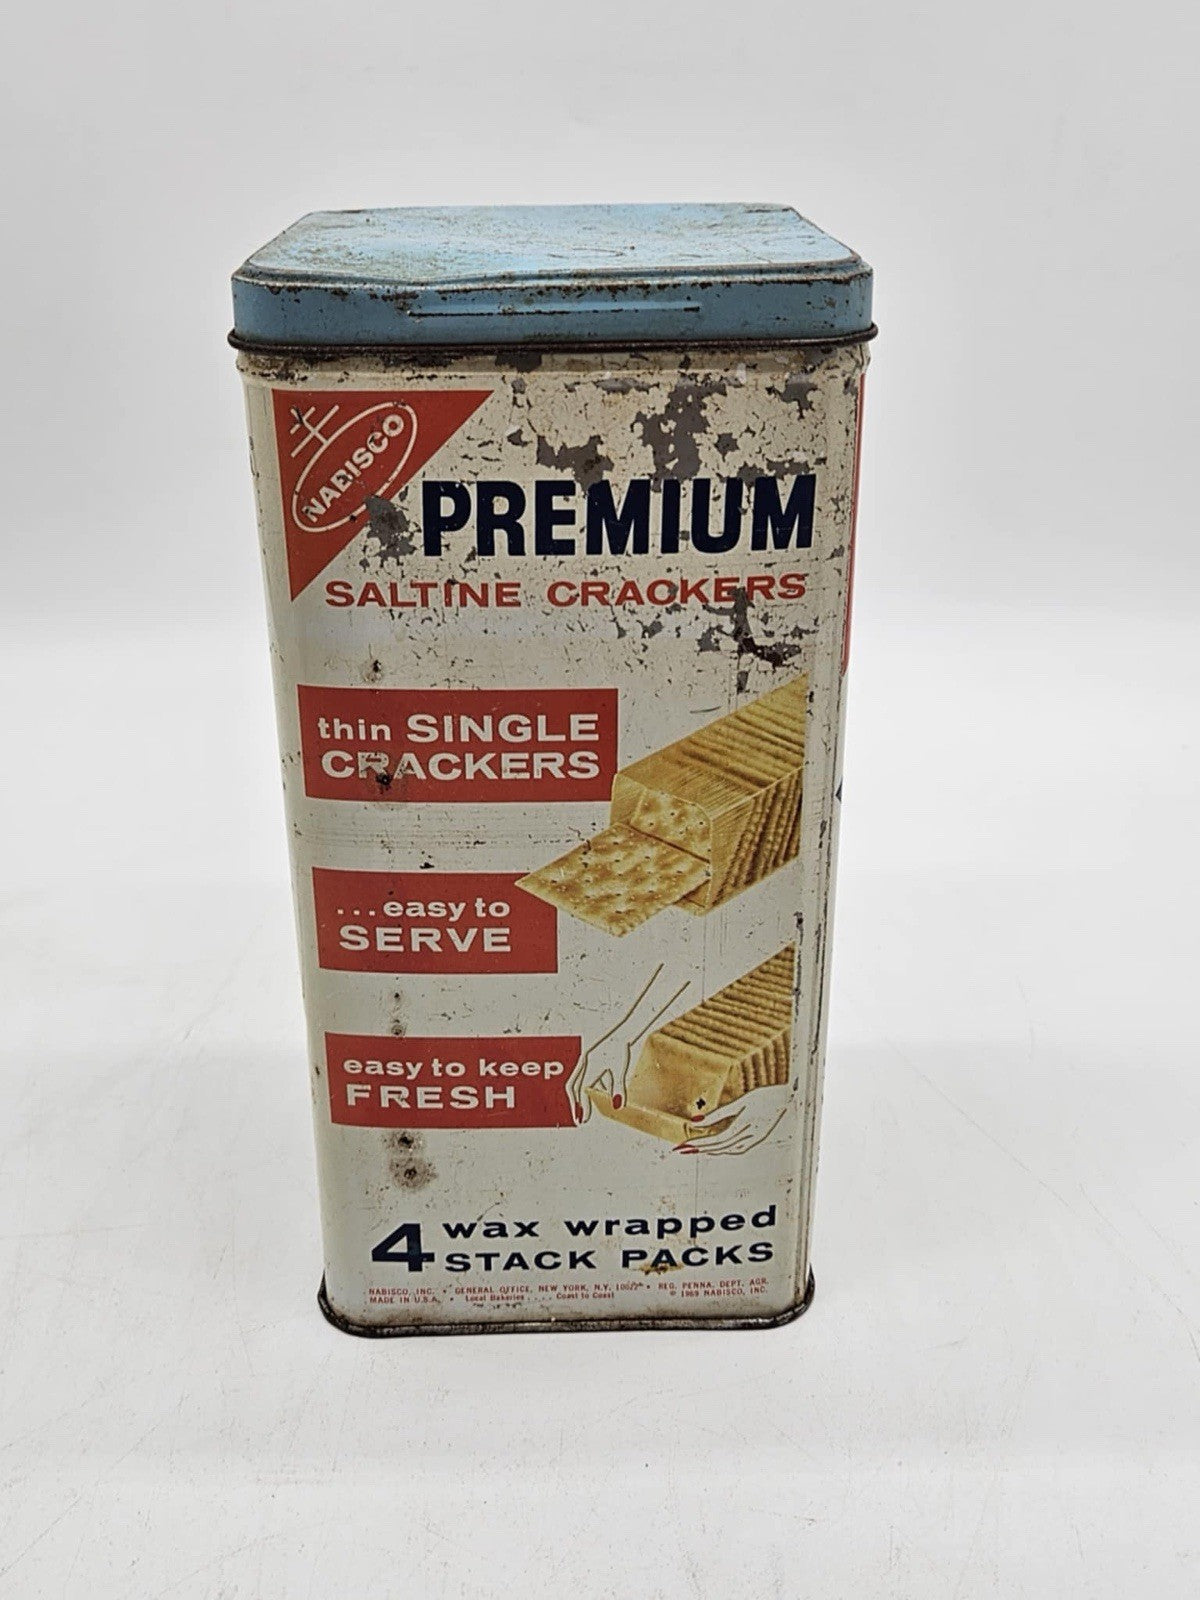 NABISCO
PREMIUM
SALTINE CRACKERS
thin SINGLE
CRACKERS
...easy to
SERVE
easy to keep
FRESH
4 wax wrapped
STACK PACKS
NABISCO, INC. • GENERAL OFFICE, NEW YORK, N.Y. 10022 • REG. PENNA. DEPT. AGR.
MADE IN U.S.A. • Local Bakeries .... Coast to Coast © 1969 NABISCO, INC.